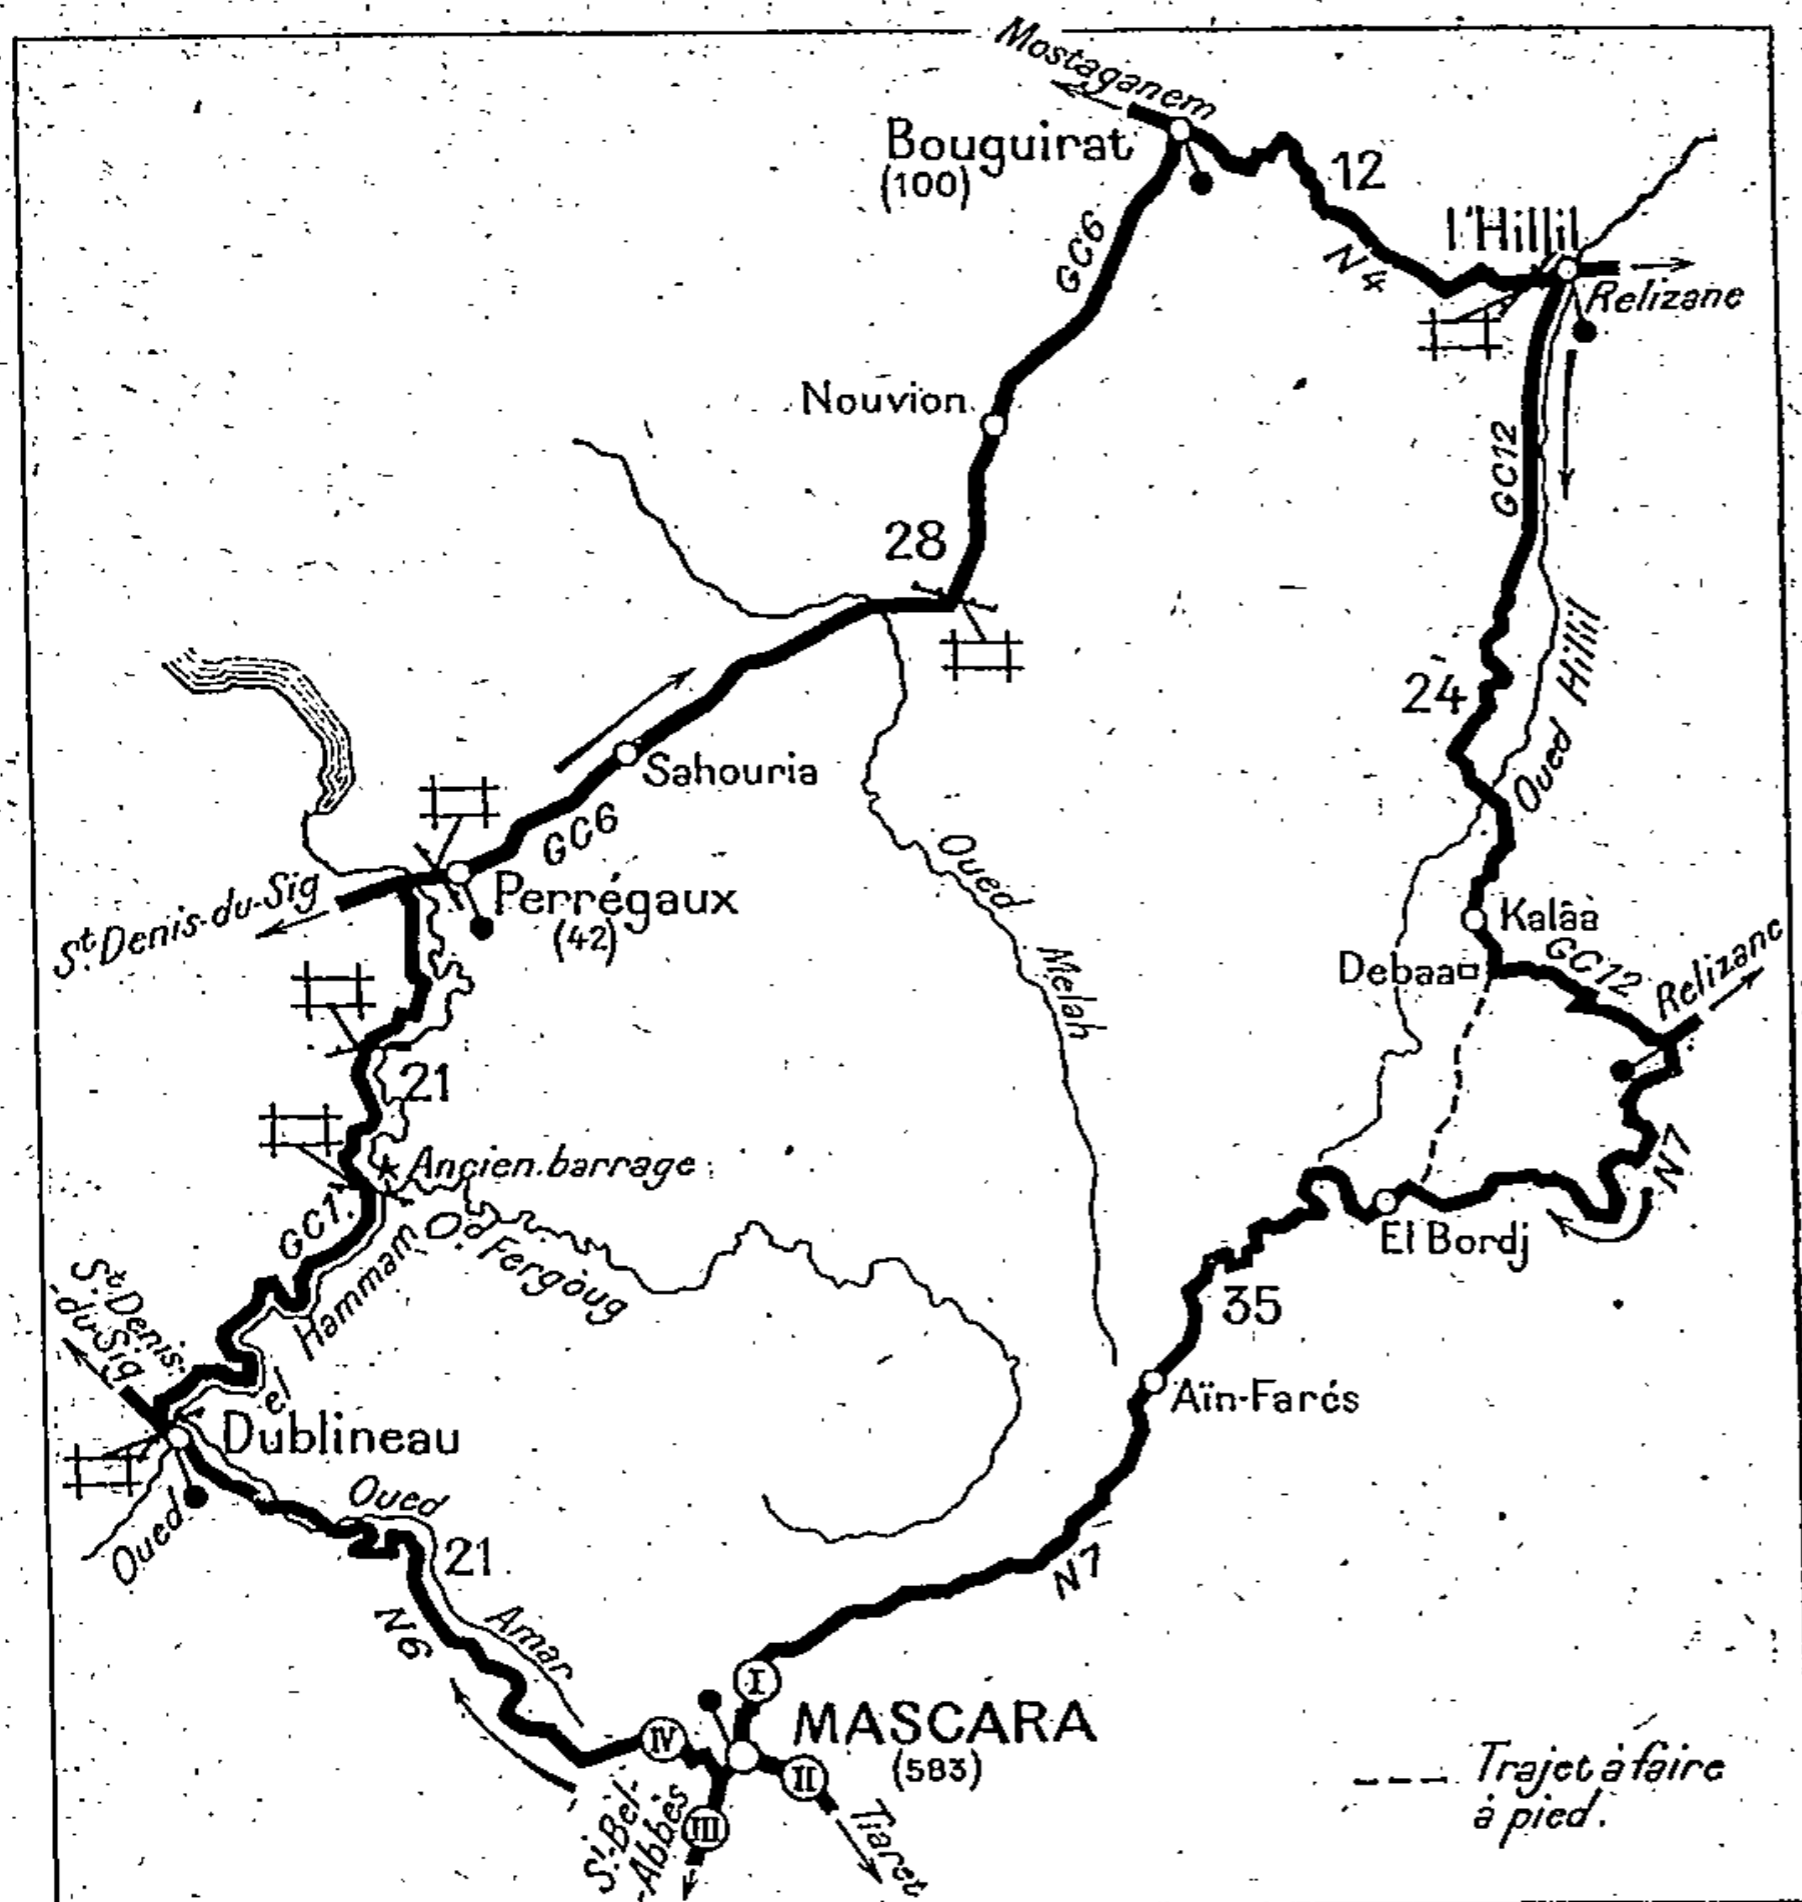 Mostaganem
Bouguirat
(100)
12
l'Hillil
GC6
N4
Relizane
Nouvion
GC12
28
Oued Hillil
24
Sahouria
GC6
Oued Melah
Perrégaux
(42)
St Denis-du-Sig
Kalâa
Debaa
GC12
Relizane
21
Ancien barrage
N7
GC1
Hammam
Od Fergoug
El Bordj
35
St Denis-
-du-Sig
el
Aïn-Farés
Dublineau
Oued
Oued
21
N7
N6
Amar
I
MASCARA
(583)
IV
II
III
Si-Bel-
-Abbès
Tiaret
Trajet à faire
à pied.